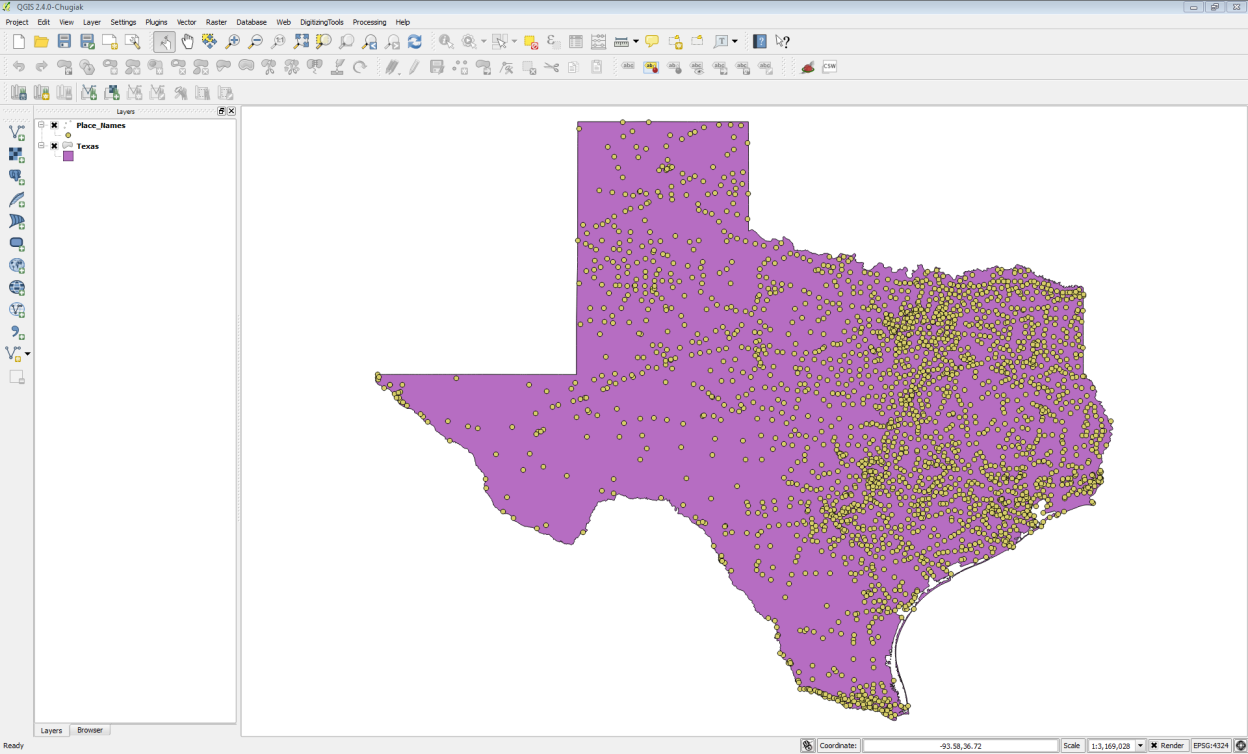 QGIS 2.4.0-Chugiak
Project Edit View Layer Settings Plugins Vector Raster Database Web DigitizingTools Processing Help
CSW
Layers
Place_Names
Texas
Layers Browser
Ready Coordinate: -93.58,36.72 Scale 1:3,169,028 Render EPSG:4324